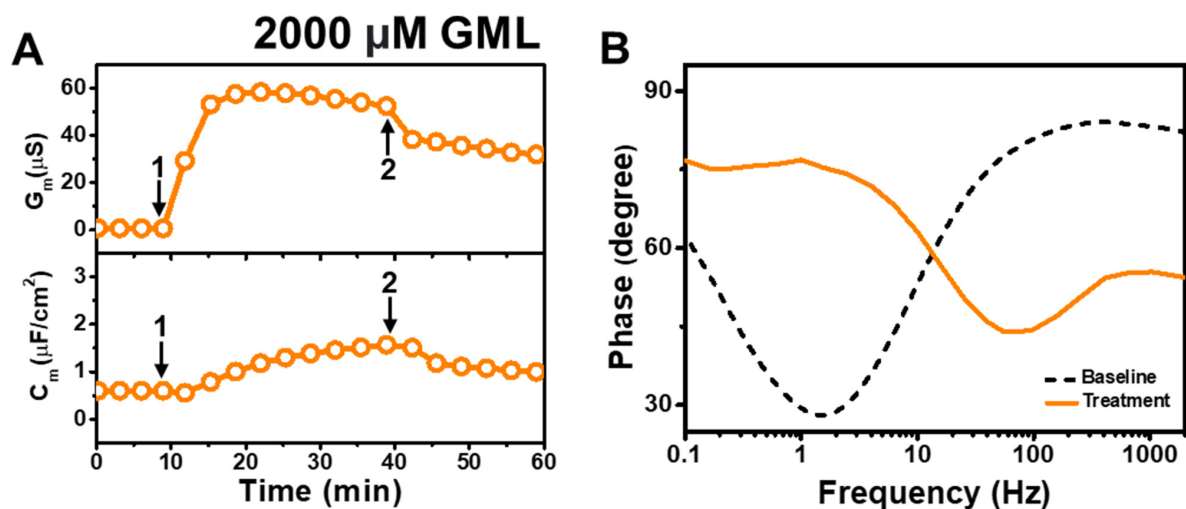 2000 μM GML
A
Gm(μS)
60
40
20
0
1
2
Cm (μF/cm²)
3
2
1
0
1
2
0 10 20 30 40 50 60
Time (min)
B
Phase (degree)
90
60
30
Baseline
Treatment
0.1 1 10 100 1000
Frequency (Hz)